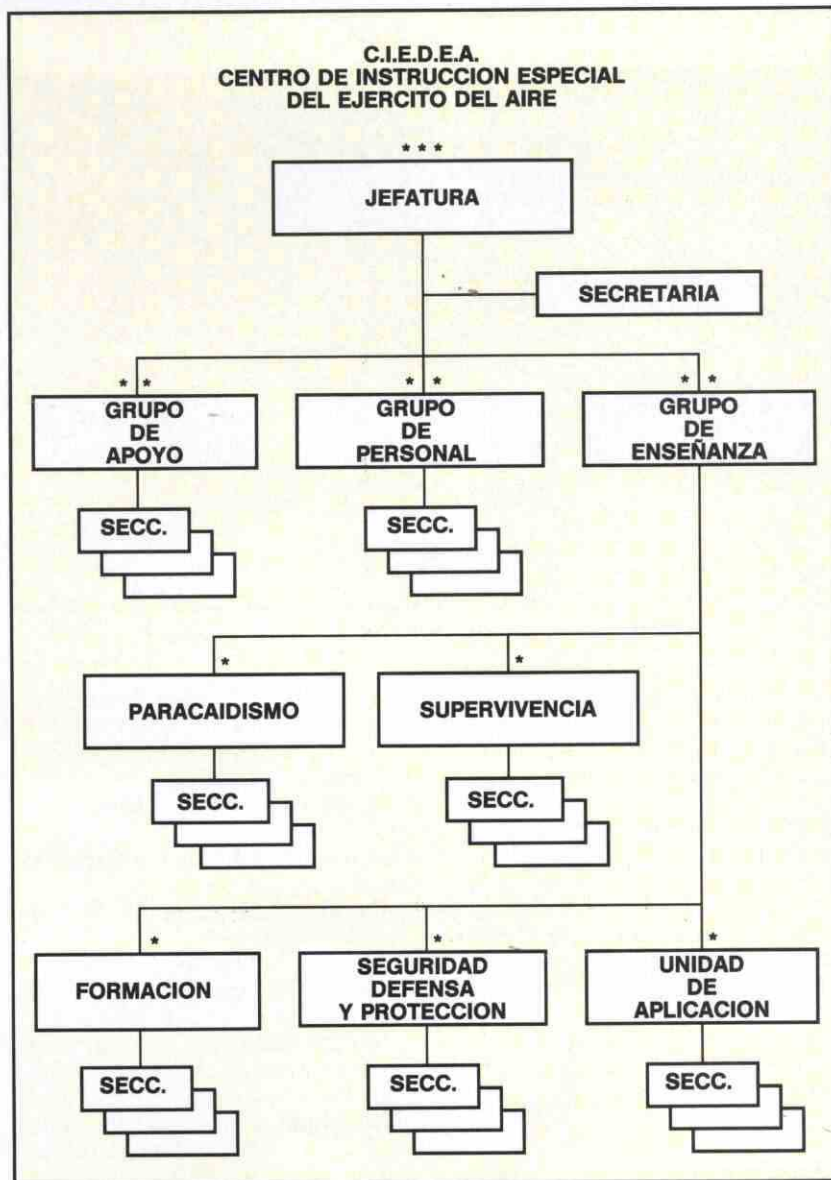 C.I.E.D.E.A.
CENTRO DE INSTRUCCION ESPECIAL
DEL EJERCITO DEL AIRE
***
JEFATURA
SECRETARIA
* *
GRUPO
DE
APOYO
* *
GRUPO
DE
PERSONAL
* *
GRUPO
DE
ENSEÑANZA
SECC.
SECC.
*
PARACAIDISMO
*
SUPERVIVENCIA
SECC.
SECC.
*
FORMACION
*
SEGURIDAD
DEFENSA
Y PROTECCION
*
UNIDAD
DE
APLICACION
SECC.
SECC.
SECC.